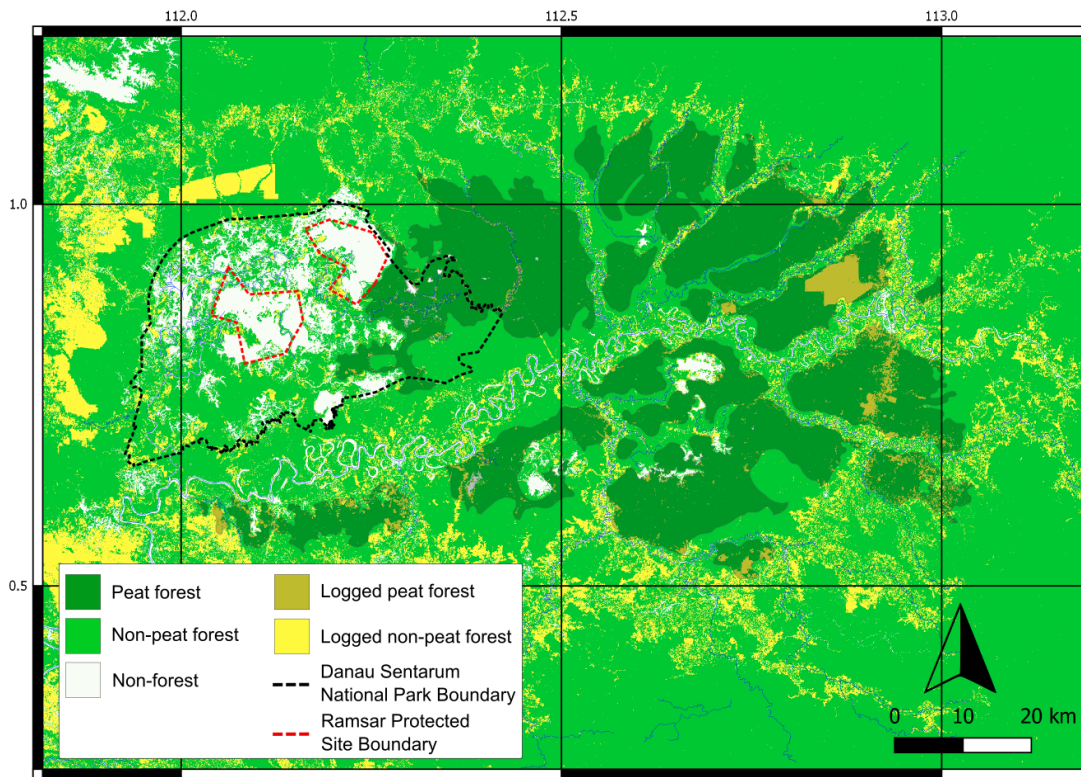 112.0 112.5 113.0
1.0
0.5
Peat forest
Non-peat forest
Non-forest
Logged peat forest
Logged non-peat forest
Danau Sentarum
National Park Boundary
Ramsar Protected
Site Boundary
0 10 20 km